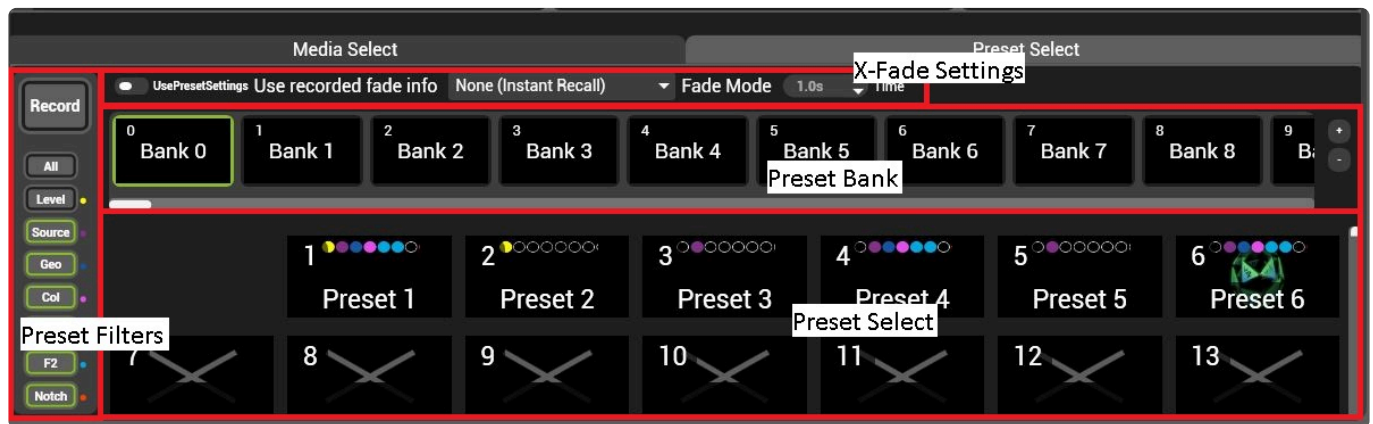 Media Select
Preset Select
X-Fade Settings
Record
UsePresetSettings Use recorded fade info None (Instant Recall) Fade Mode 1.0s Time
0 1 2 3 4 5 6 7 8 9 +
Bank 0 Bank 1 Bank 2 Bank 3 Bank 4 Bank 5 Bank 6 Bank 7 Bank 8 -
Preset Bank
All
Level
Source
Geo
Col
Preset Filters
F2
Notch
1 2 3 4 5 6
Preset 1 Preset 2 Preset 3 Preset 4 Preset 5 Preset 6
Preset Select
7 8 9 10 11 12 13